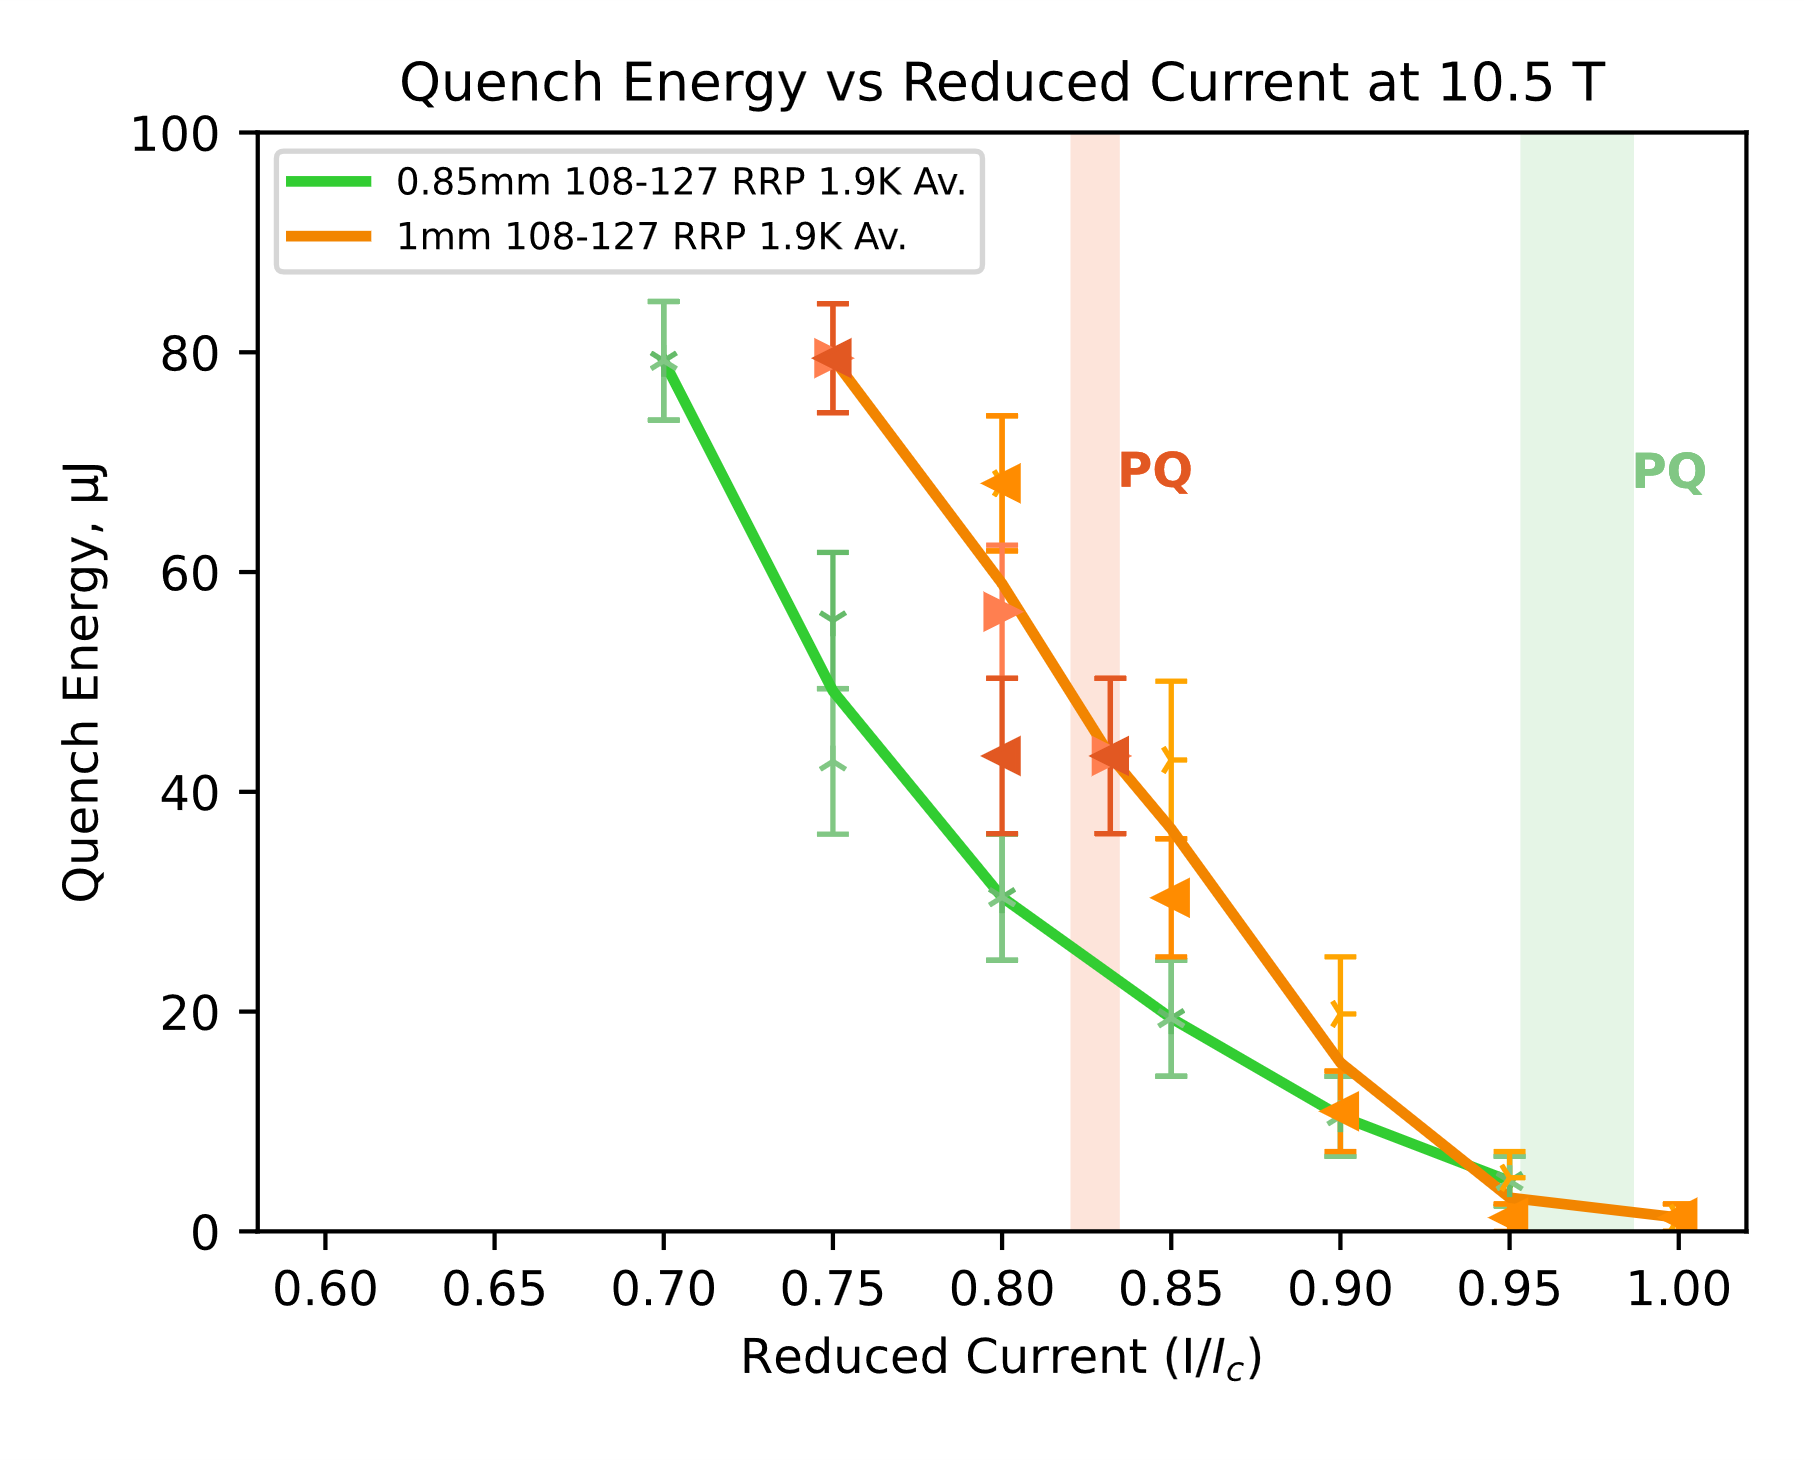 Quench Energy vs Reduced Current at 10.5 T
100
80
60
40
20
0
Quench Energy, µJ
0.85mm 108-127 RRP 1.9K Av.
1mm 108-127 RRP 1.9K Av.
PQ
PQ
0.60 0.65 0.70 0.75 0.80 0.85 0.90 0.95 1.00
Reduced Current (I/I_c)